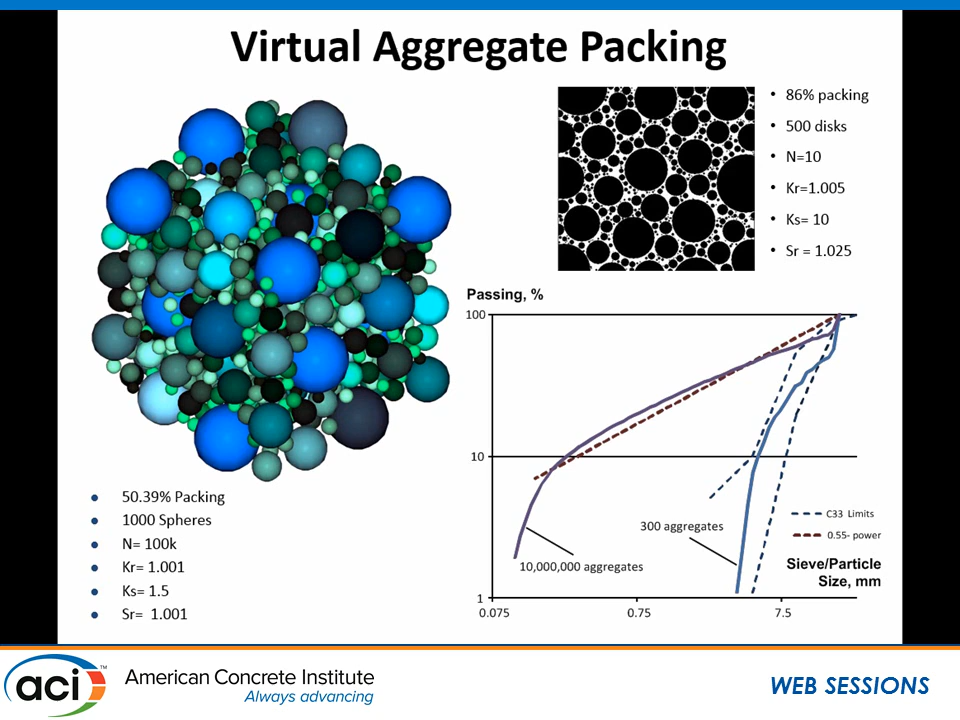 Virtual Aggregate Packing
• 86% packing
• 500 disks
• N=10
• Kr=1.005
• Ks= 10
• Sr = 1.025
• 50.39% Packing
• 1000 Spheres
• N= 100k
• Kr= 1.001
• Ks= 1.5
• Sr= 1.001
Passing, %
100
10
1
0.075
0.75
7.5
300 aggregates
10,000,000 aggregates
C33 Limits
0.55- power
Sieve/Particle
Size, mm
aci™
American Concrete Institute
Always advancing
WEB SESSIONS